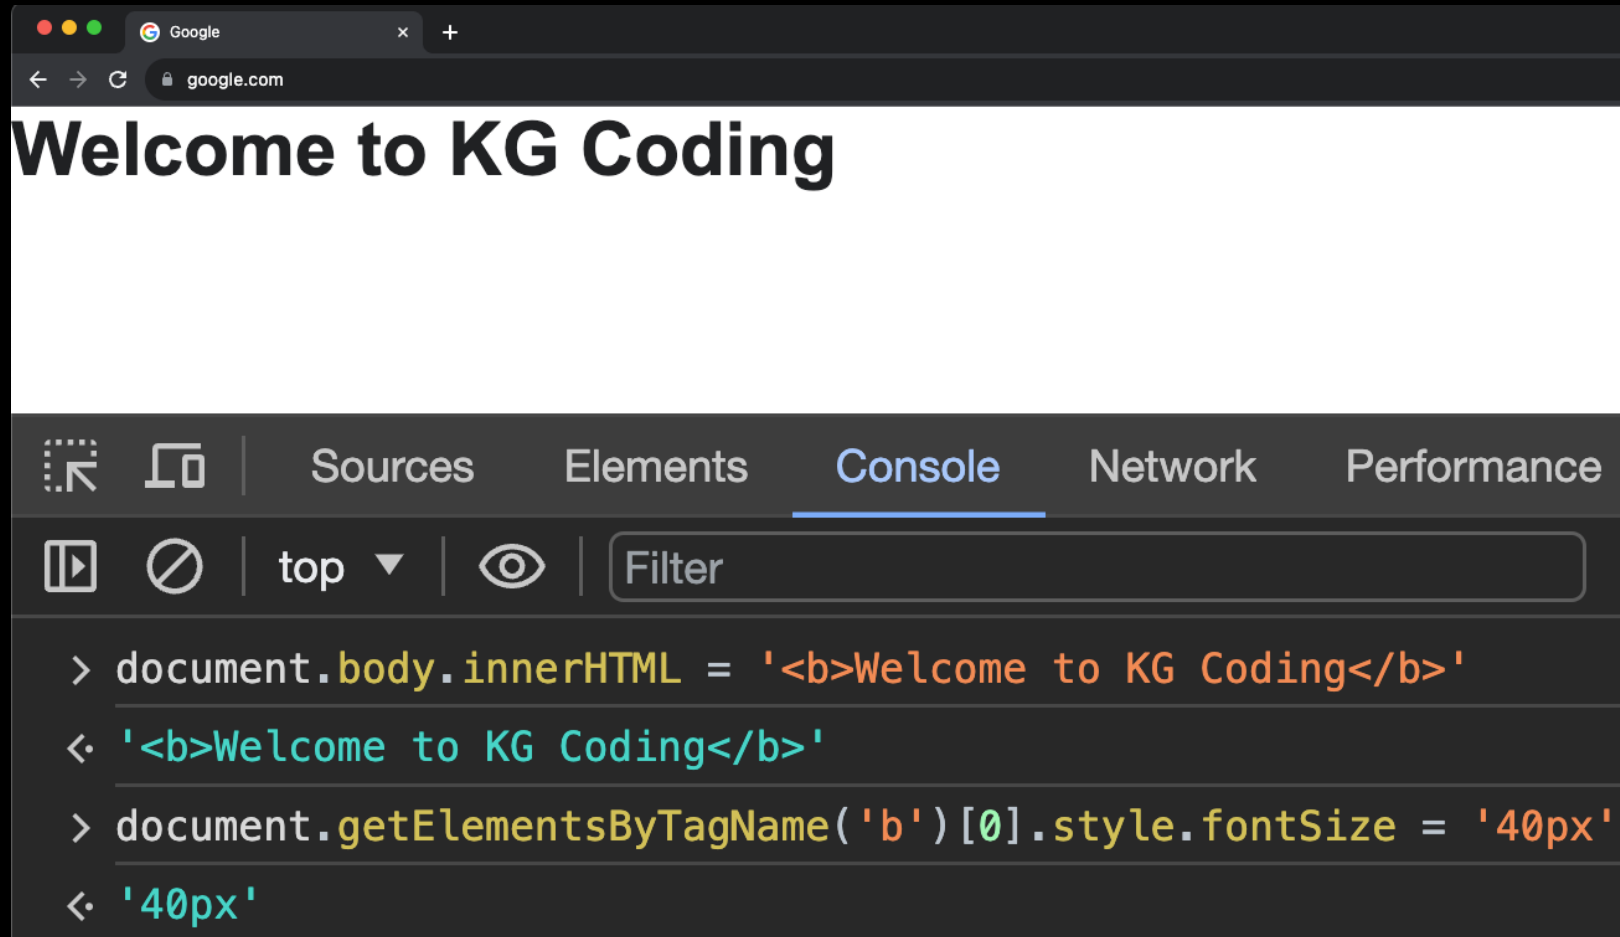 Google
google.com
Welcome to KG Coding
Sources Elements Console Network Performance
top Filter
document.body.innerHTML = '<b>Welcome to KG Coding</b>'
'<b>Welcome to KG Coding</b>'
document.getElementsByTagName('b')[0].style.fontSize = '40px'
'40px'